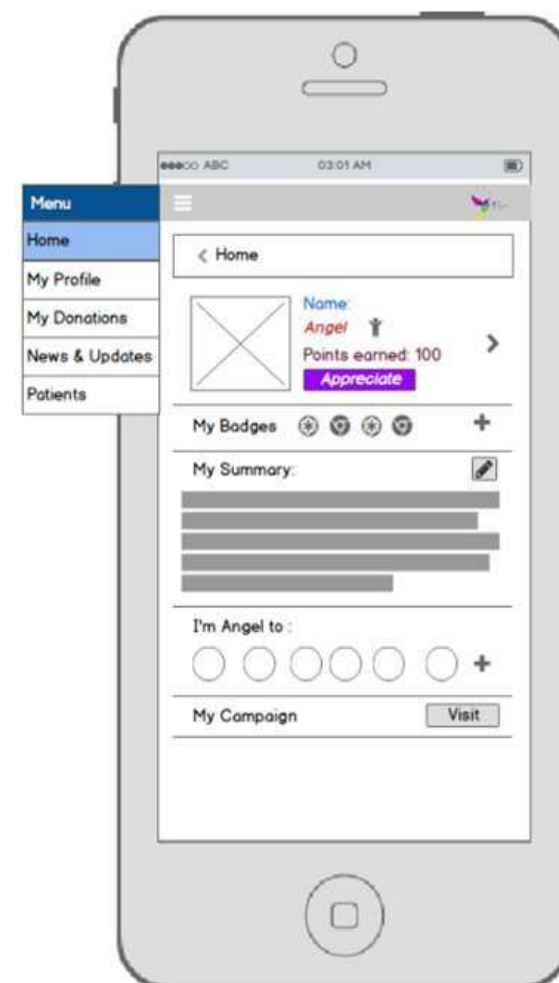 ABC 03:01 AM
Menu
Home
My Profile
My Donations
News & Updates
Patients
< Home
Name:
Angel
Points earned: 100
Appreciate
My Badges
My Summary:
I'm Angel to :
My Campaign Visit